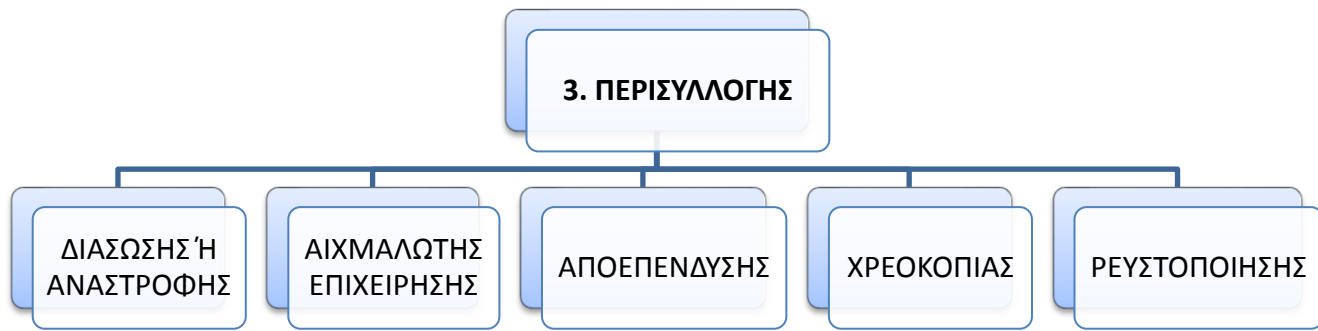 3. ΠΕΡΙΣΥΛΛΟΓΗΣ
ΔΙΑΣΩΣΗΣ Ή
ΑΝΑΣΤΡΟΦΗΣ
ΑΙΧΜΑΛΩΤΗΣ
ΕΠΙΧΕΙΡΗΣΗΣ
ΑΠΟΕΠΕΝΔΥΣΗΣ
ΧΡΕΟΚΟΠΙΑΣ
ΡΕΥΣΤΟΠΟΙΗΣΗΣ